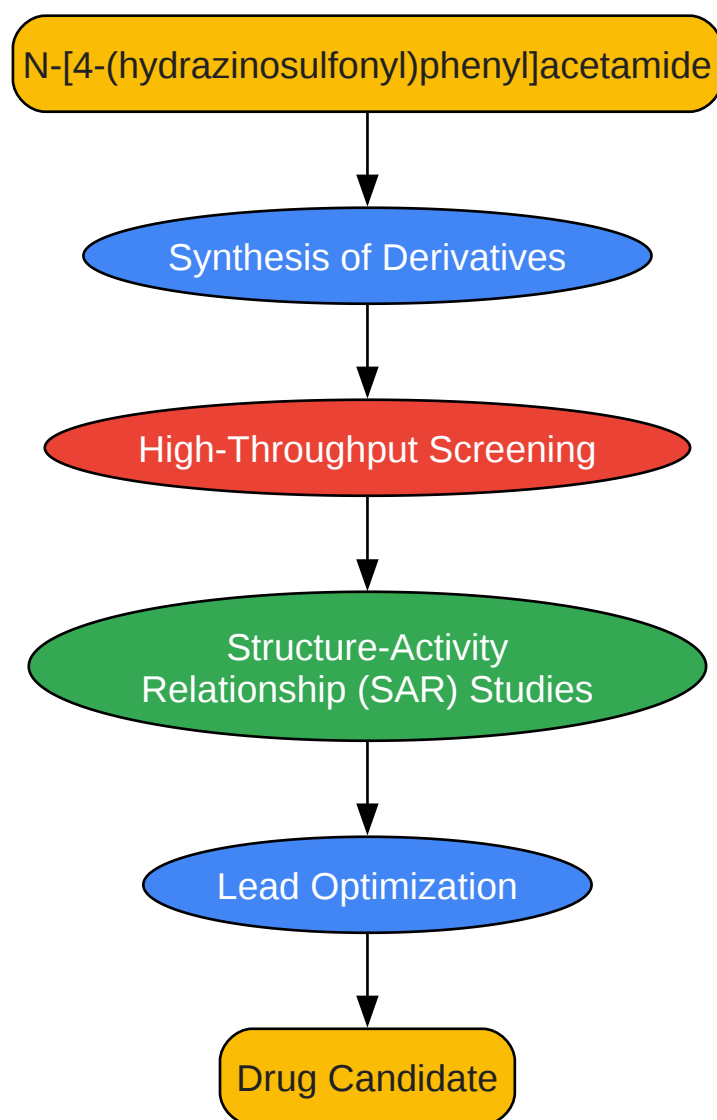 N-[4-(hydrazinosulfonyl)phenyl]acetamide
Synthesis of Derivatives
High-Throughput Screening
Structure-Activity
Relationship (SAR) Studies
Lead Optimization
Drug Candidate